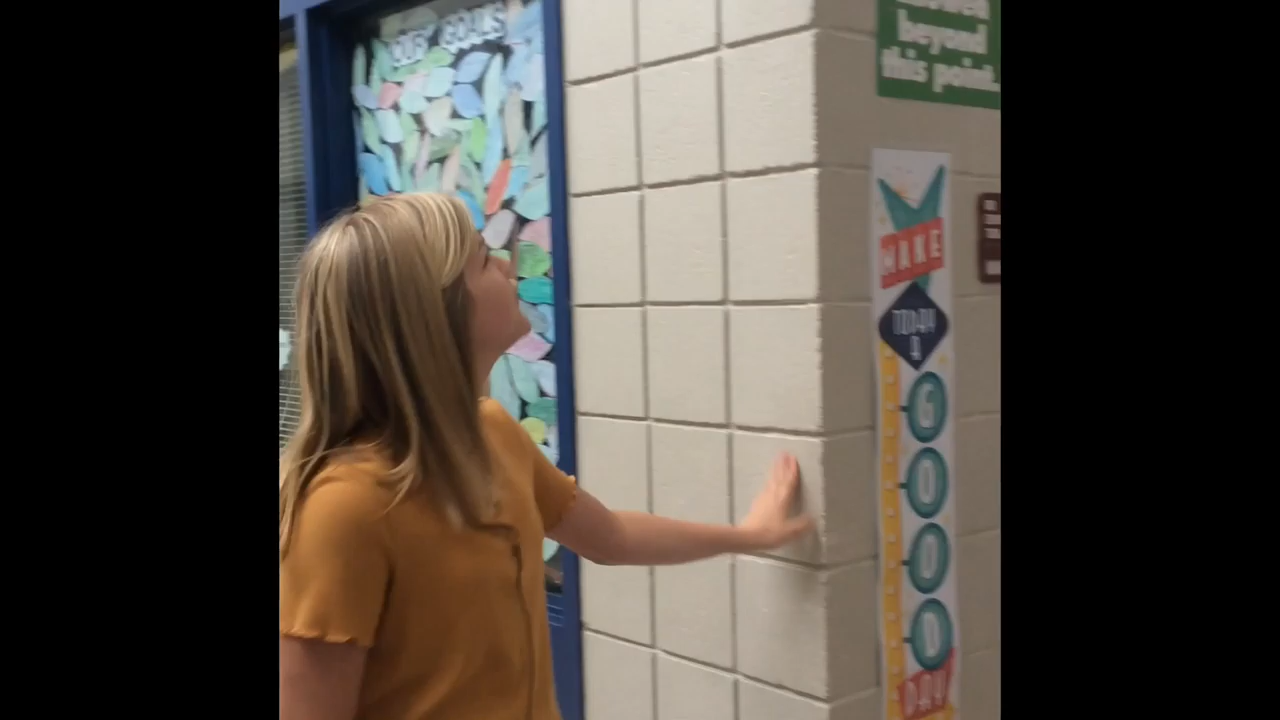 OUR GOALS
beyond
this point.
MAKE
TODAY
A
G
O
O
D
DAY